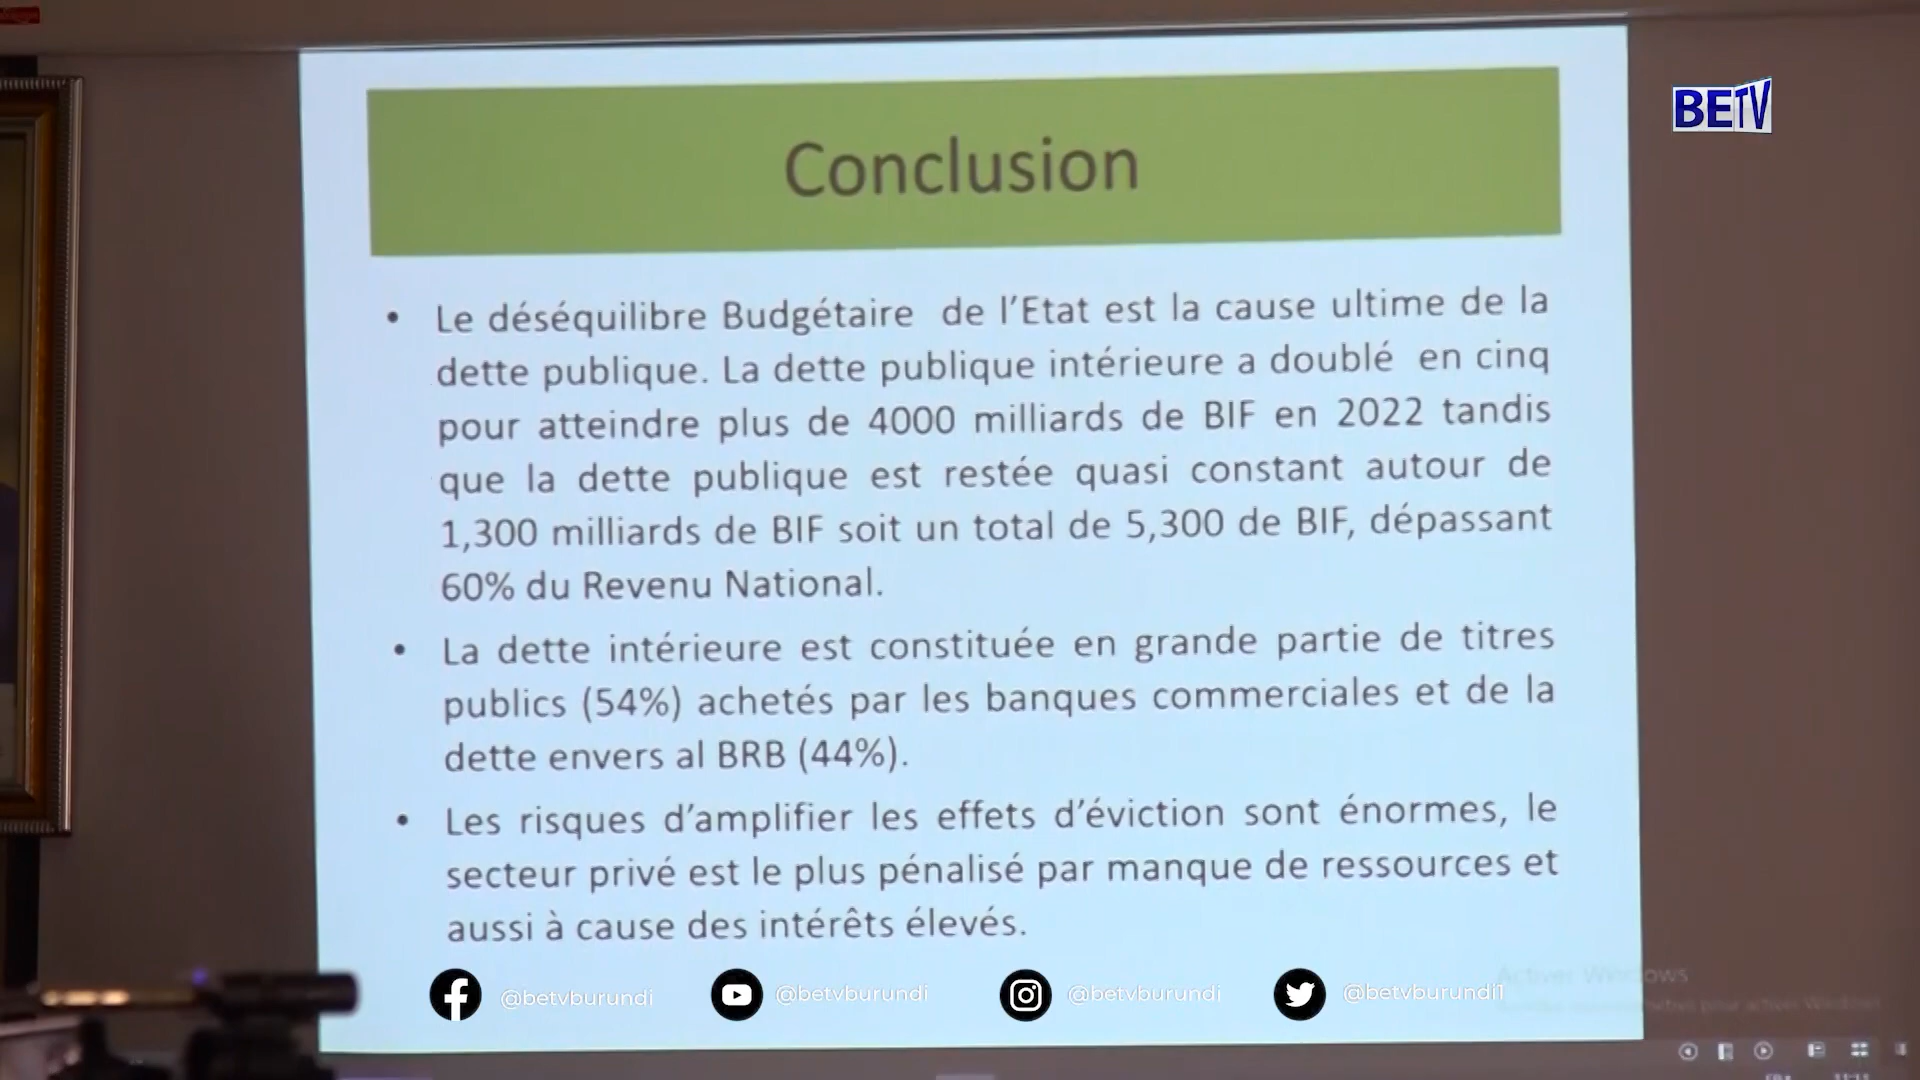 BETV
Conclusion
• Le déséquilibre Budgétaire de l'Etat est la cause ultime de la
dette publique. La dette publique intérieure a doublé en cinq
pour atteindre plus de 4000 milliards de BIF en 2022 tandis
que la dette publique est restée quasi constant autour de
1,300 milliards de BIF soit un total de 5,300 de BIF, dépassant
60% du Revenu National.
• La dette intérieure est constituée en grande partie de titres
publics (54%) achetés par les banques commerciales et de la
dette envers al BRB (44%).
• Les risques d'amplifier les effets d'éviction sont énormes, le
secteur privé est le plus pénalisé par manque de ressources et
aussi à cause des intérêts élevés.
@betvburundi
@betvburundi
@betvburundi
@betvburundi1
Activer Windows
pour activer Windows